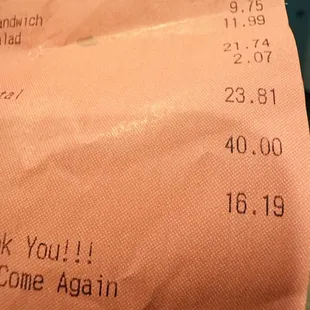 9.75
andwich 11.99
lad
21.74
2.07
tal 23.81
40.00
16.19
k You!!!
Come Again